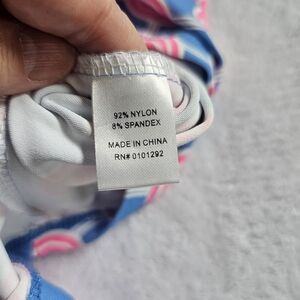 92% NYLON
8% SPANDEX
MADE IN CHINA
RN# 0101292